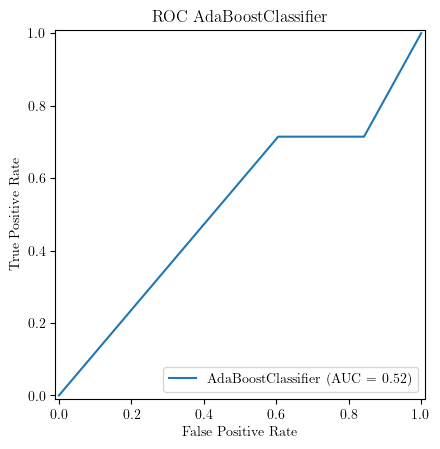 ROC AdaBoostClassifier
True Positive Rate
1.0
0.8
0.6
0.4
0.2
0.0
AdaBoostClassifier (AUC = 0.52)
0.0 0.2 0.4 0.6 0.8 1.0
False Positive Rate